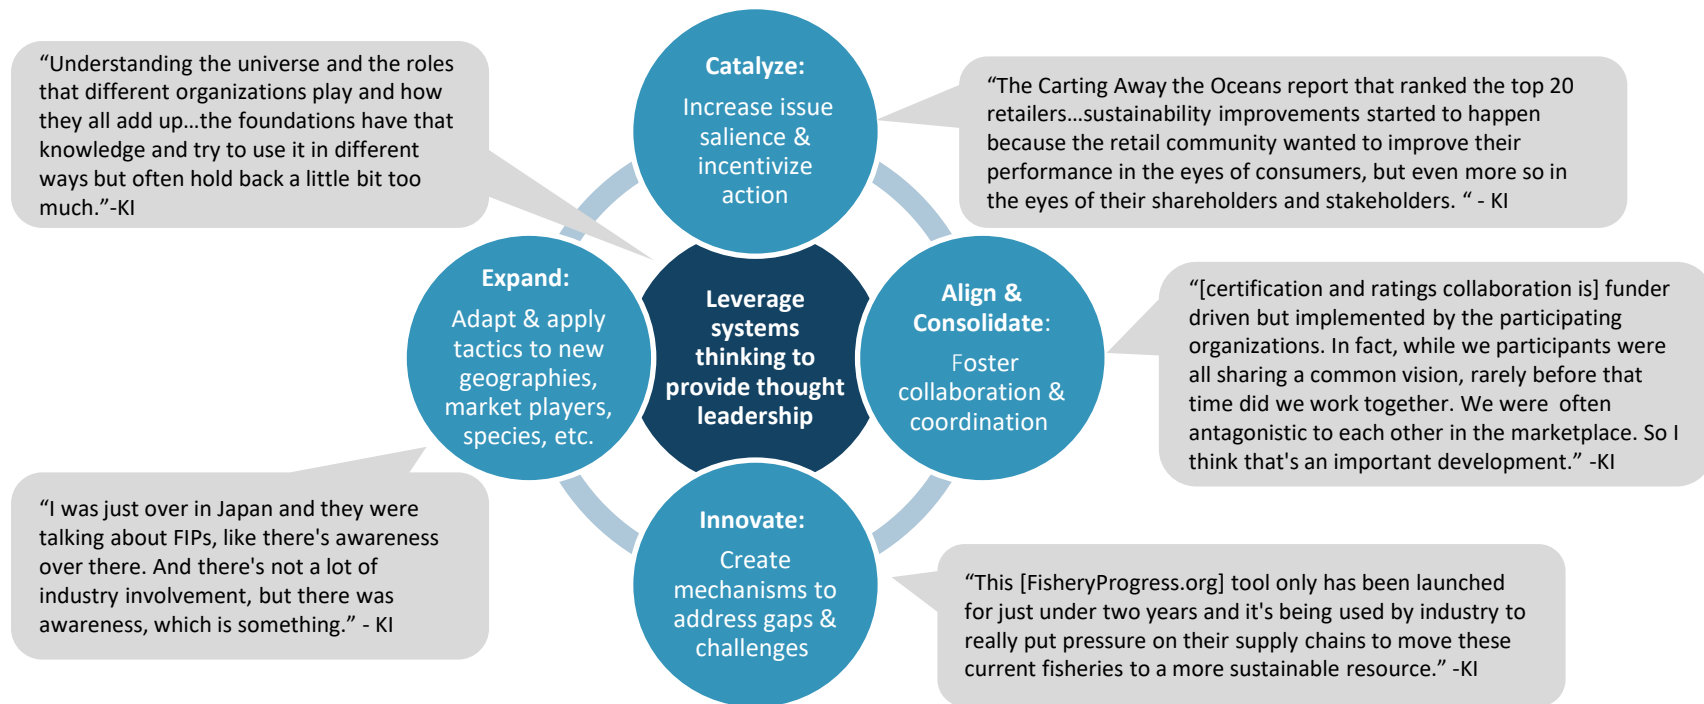 “Understanding the universe and the roles
that different organizations play and how
they all add up...the foundations have that
knowledge and try to use it in different
ways but often hold back a little bit too
much.”-KI
Catalyze:
Increase issue
salience &
incentivize
action
“The Carting Away the Oceans report that ranked the top 20
retailers...sustainability improvements started to happen
because the retail community wanted to improve their
performance in the eyes of consumers, but even more so in
the eyes of their shareholders and stakeholders. “ - KI
Expand:
Adapt & apply
tactics to new
geographies,
market players,
species, etc.
Leverage
systems
thinking to
provide thought
leadership
Align &
Consolidate:
Foster
collaboration &
coordination
“[certification and ratings collaboration is] funder
driven but implemented by the participating
organizations. In fact, while we participants were
all sharing a common vision, rarely before that
time did we work together. We were often
antagonistic to each other in the marketplace. So I
think that's an important development.” -KI
“I was just over in Japan and they were
talking about FIPs, like there's awareness
over there. And there's not a lot of
industry involvement, but there was
awareness, which is something.” - KI
Innovate:
Create
mechanisms to
address gaps &
challenges
“This [FisheryProgress.org] tool only has been launched
for just under two years and it's being used by industry to
really put pressure on their supply chains to move these
current fisheries to a more sustainable resource.” -KI